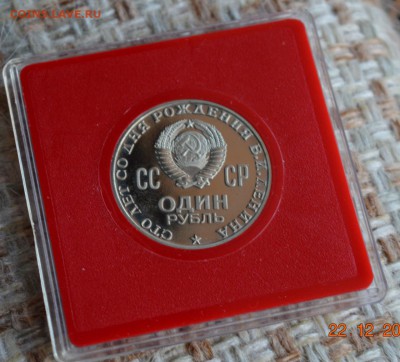 СТО ЛЕТ СО ДНЯ РОЖДЕНИЯ В.И.ЛЕНИНА
СС СР
ОДИН
РУБЛЬ
22 12 20